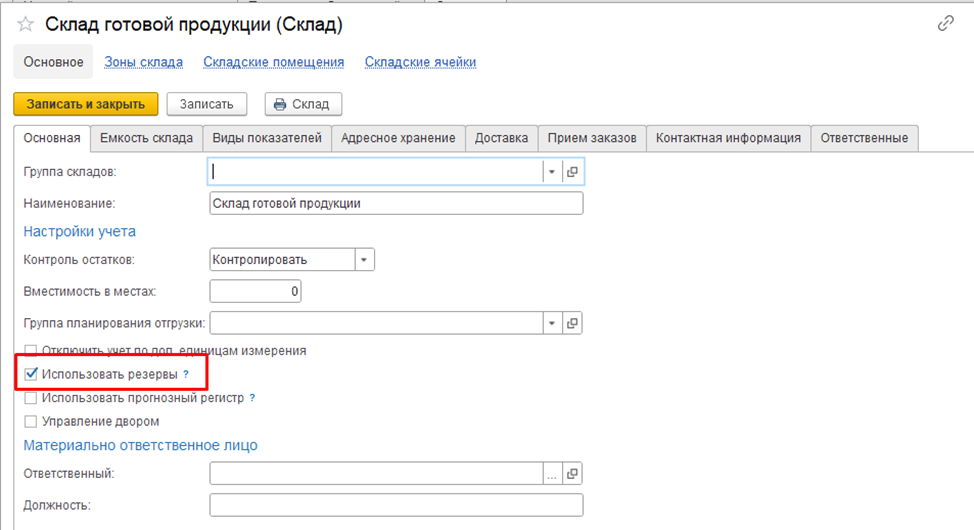 Склад готовой продукции (Склад)
Основное Зоны склада Складские помещения Складские ячейки
Записать и закрыть Записать Склад
Основная Емкость склада Виды показателей Адресное хранение Доставка Прием заказов Контактная информация Ответственные
Группа складов:
Наименование: Склад готовой продукции
Настройки учета
Контроль остатков: Контролировать
Вместимость в местах: 0
Группа планирования отгрузки:
Отключить учет по доп. единицам измерения
Использовать резервы ?
Использовать прогнозный регистр ?
Управление двором
Материально ответственное лицо
Ответственный: ...
Должность: